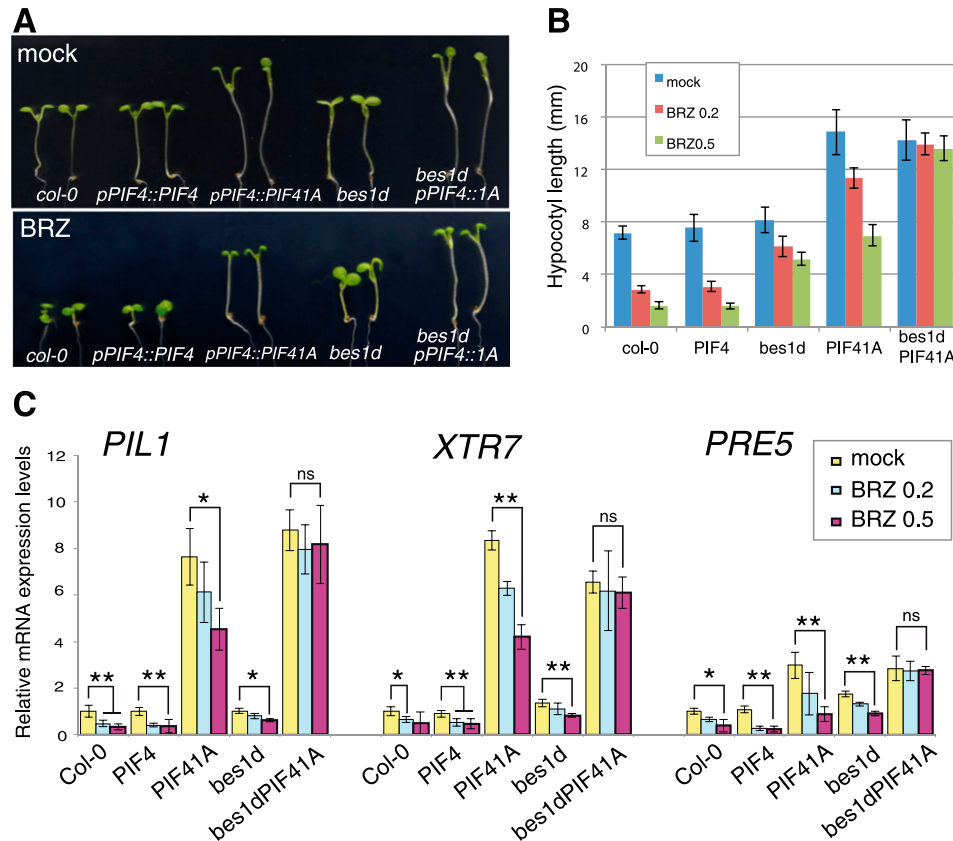 A
mock
col-0 pPIF4::PIF4 pPIF4::PIF41A bes1d bes1d
pPIF4::1A
BRZ
col-0 pPIF4::PIF4 pPIF4::PIF41A bes1d bes1d
pPIF4::1A
B
Hypocotyl length (mm)
20
16
12
8
4
0
mock
BRZ 0.2
BRZ0.5
col-0 PIF4 bes1d PIF41A bes1d
PIF41A
C
PIL1 XTR7 PRE5
Relative mRNA expression levels
12
10
8
6
4
2
0
mock
BRZ 0.2
BRZ 0.5
** ** * * ns
* ** ** ** ns
* ** ** ** ns
Col-0 PIF4 PIF41A bes1d bes1dPIF41A
Col-0 PIF4 PIF41A bes1d bes1dPIF41A
Col-0 PIF4 PIF41A bes1d bes1dPIF41A